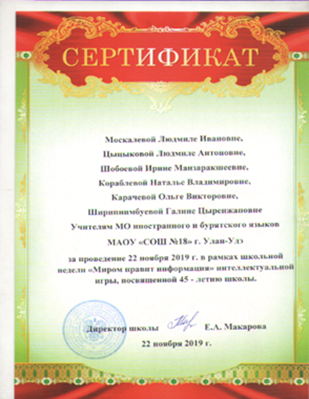 СЕРТИФИКАТ
Москалевой Людмиле Ивановне,
Цыцыковой Людмиле Антоновне,
Шобоевой Ирине Манзаракшеевне,
Кораблевой Наталье Владимировне,
Карачевой Ольге Викторовне,
Ширипнимбуевой Галине Цыренжаповне
Учителям МО иностранного и бурятского языков
МАОУ «СОШ №18» г. Улан-Удэ
за проведение 22 ноября 2019 г. в рамках школьной
недели «Миром правит информация» интеллектуальной
игры, посвященной 45 - летию школы.
Директор школы Е.А. Макарова
22 ноября 2019 г.